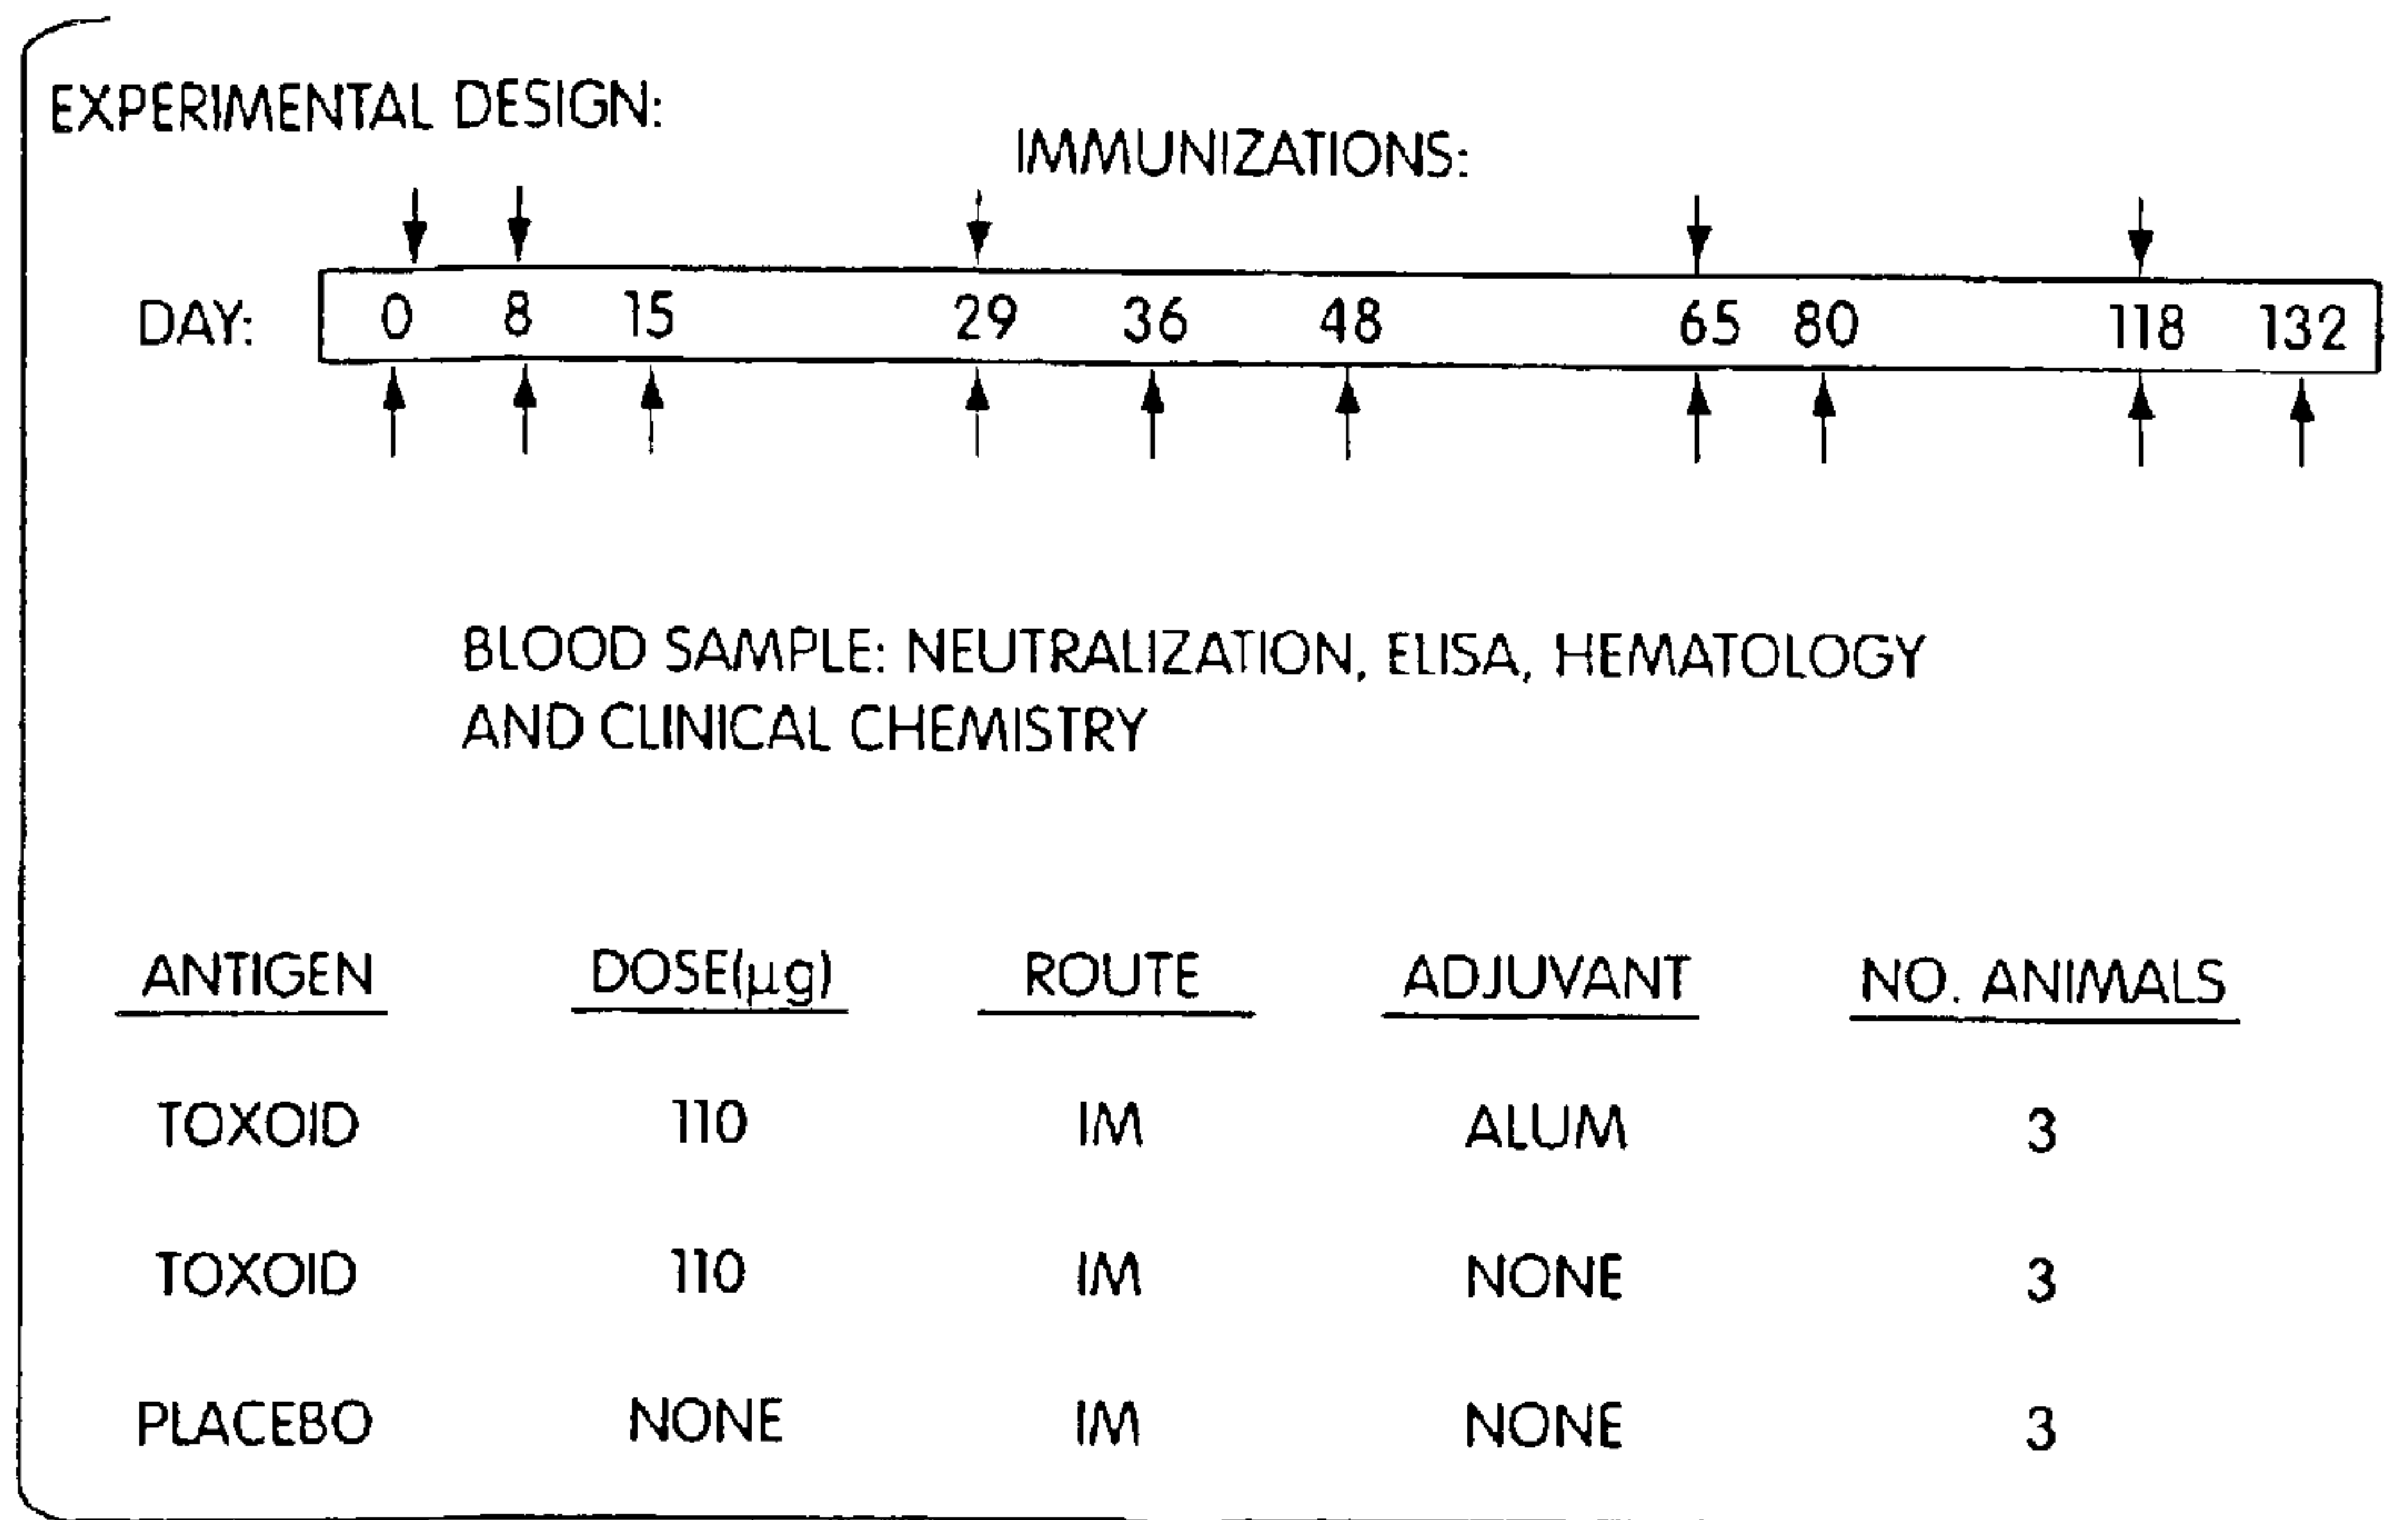 EXPERIMENTAL DESIGN:
IMMUNIZATIONS:
DAY: 0 8 15 29 36 48 65 80 118 132
BLOOD SAMPLE: NEUTRALIZATION, ELISA, HEMATOLOGY
AND CLINICAL CHEMISTRY
ANTIGEN DOSE(µg) ROUTE ADJUVANT NO. ANIMALS
TOXOID 110 IM ALUM 3
TOXOID 110 IM NONE 3
PLACEBO NONE IM NONE 3